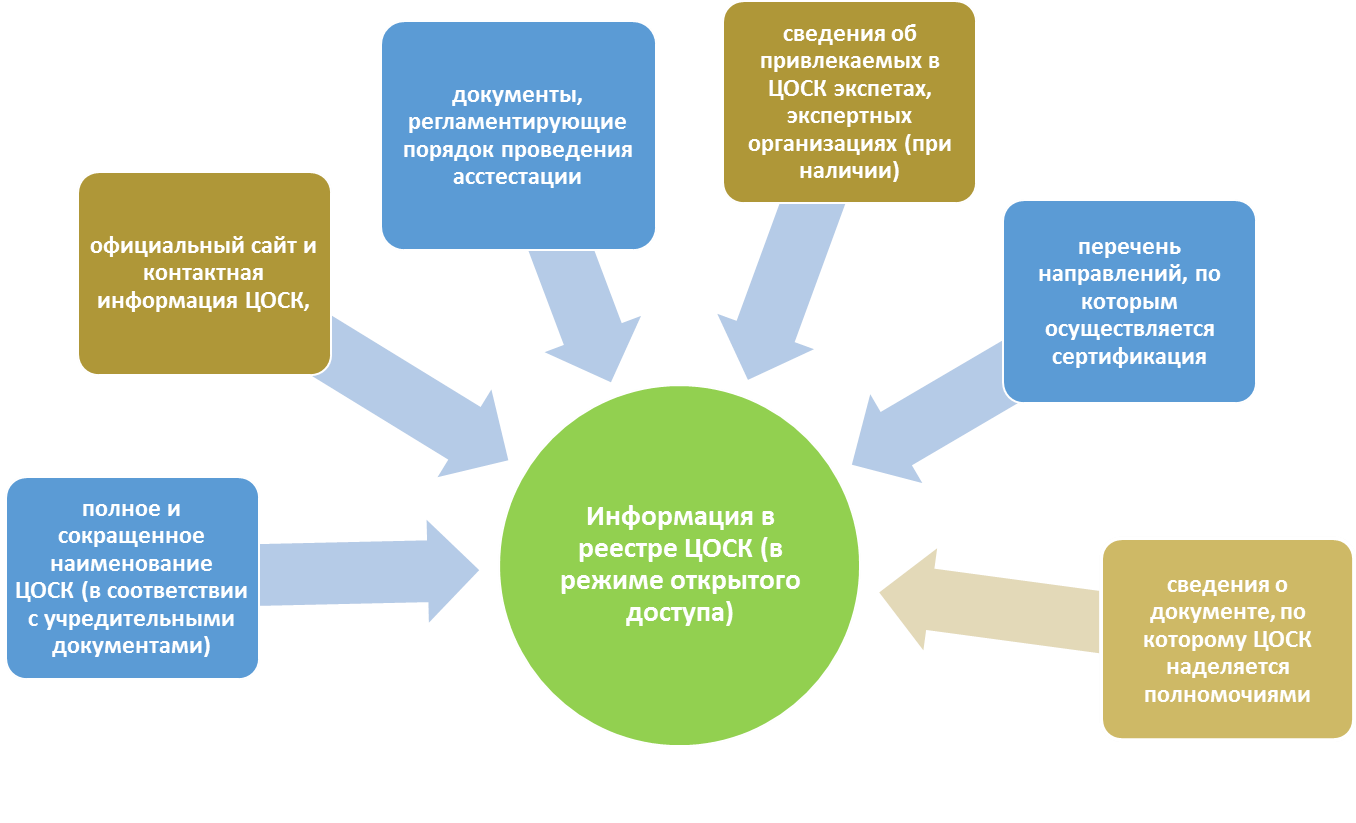 сведения об
привлекаемых в
ЦОСК экспетах,
экспертных
организациях (при
наличии)
документы,
регламентирующие
порядок проведения
асстестации
официальный сайт и
контактная
информация ЦОСК,
перечень
направлений, по
которым
осуществляется
сертификация
полное и
сокращенное
наименование
ЦОСК (в соответствии
с учредительными
документами)
Информация в
реестре ЦОСК (в
режиме открытого
доступа)
сведения о
документе, по
которому ЦОСК
наделяется
полномочиями